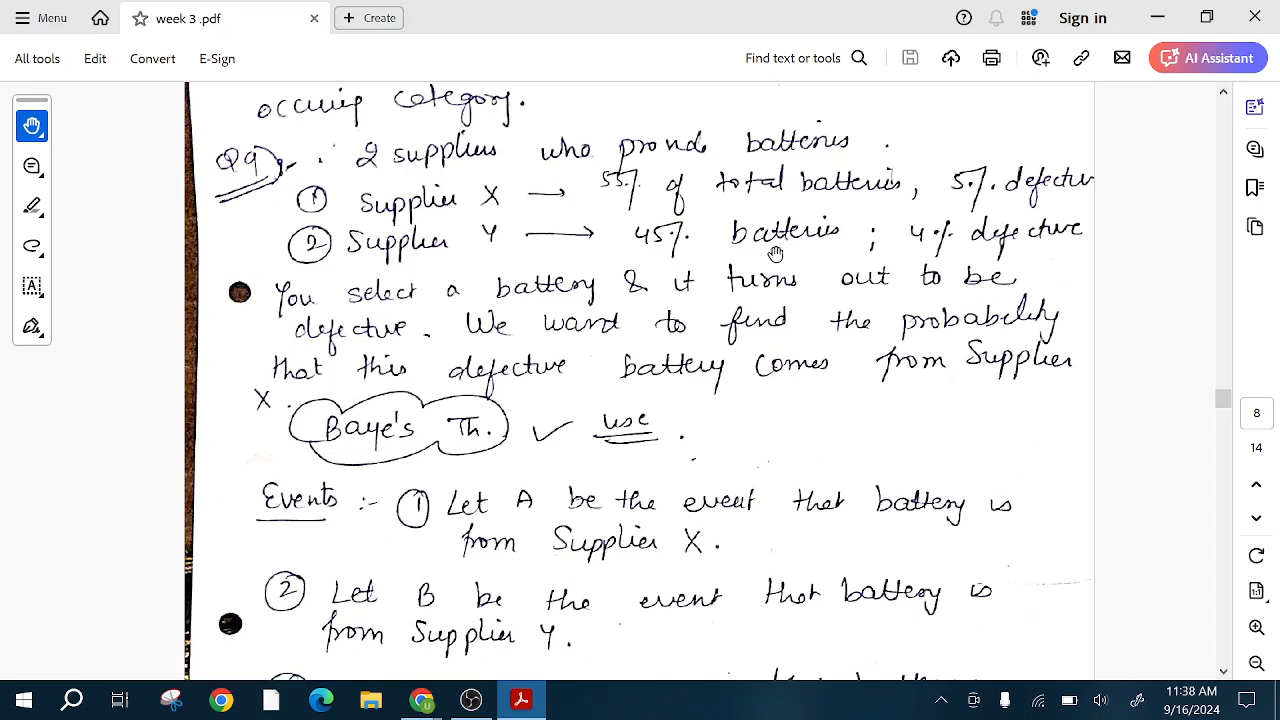 Menu
week 3 .pdf
Create
Sign in
All tools
Edit
Convert
E-Sign
Find text or tools
AI Assistant
occuring category.
Q9). 2 suppliers who provide batteries .
① Supplier X → 55% of total batteries, 5% defective
② Supplier Y → 45% batteries ; 4% defective
You select a battery & it turns out to be
defective. We want to find the probability
that this defective battery comes from Supplier
X.
Baye's Th. ✓ use .
Events :- ① Let A be the event that battery is
from Supplier X.
② Let B be the event that battery is
from Supplier Y.
8
14
11:38 AM
9/16/2024